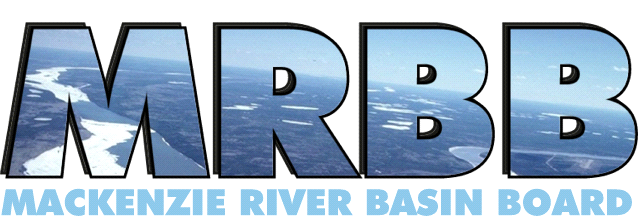 MRBB
MACKENZIE RIVER BASIN BOARD